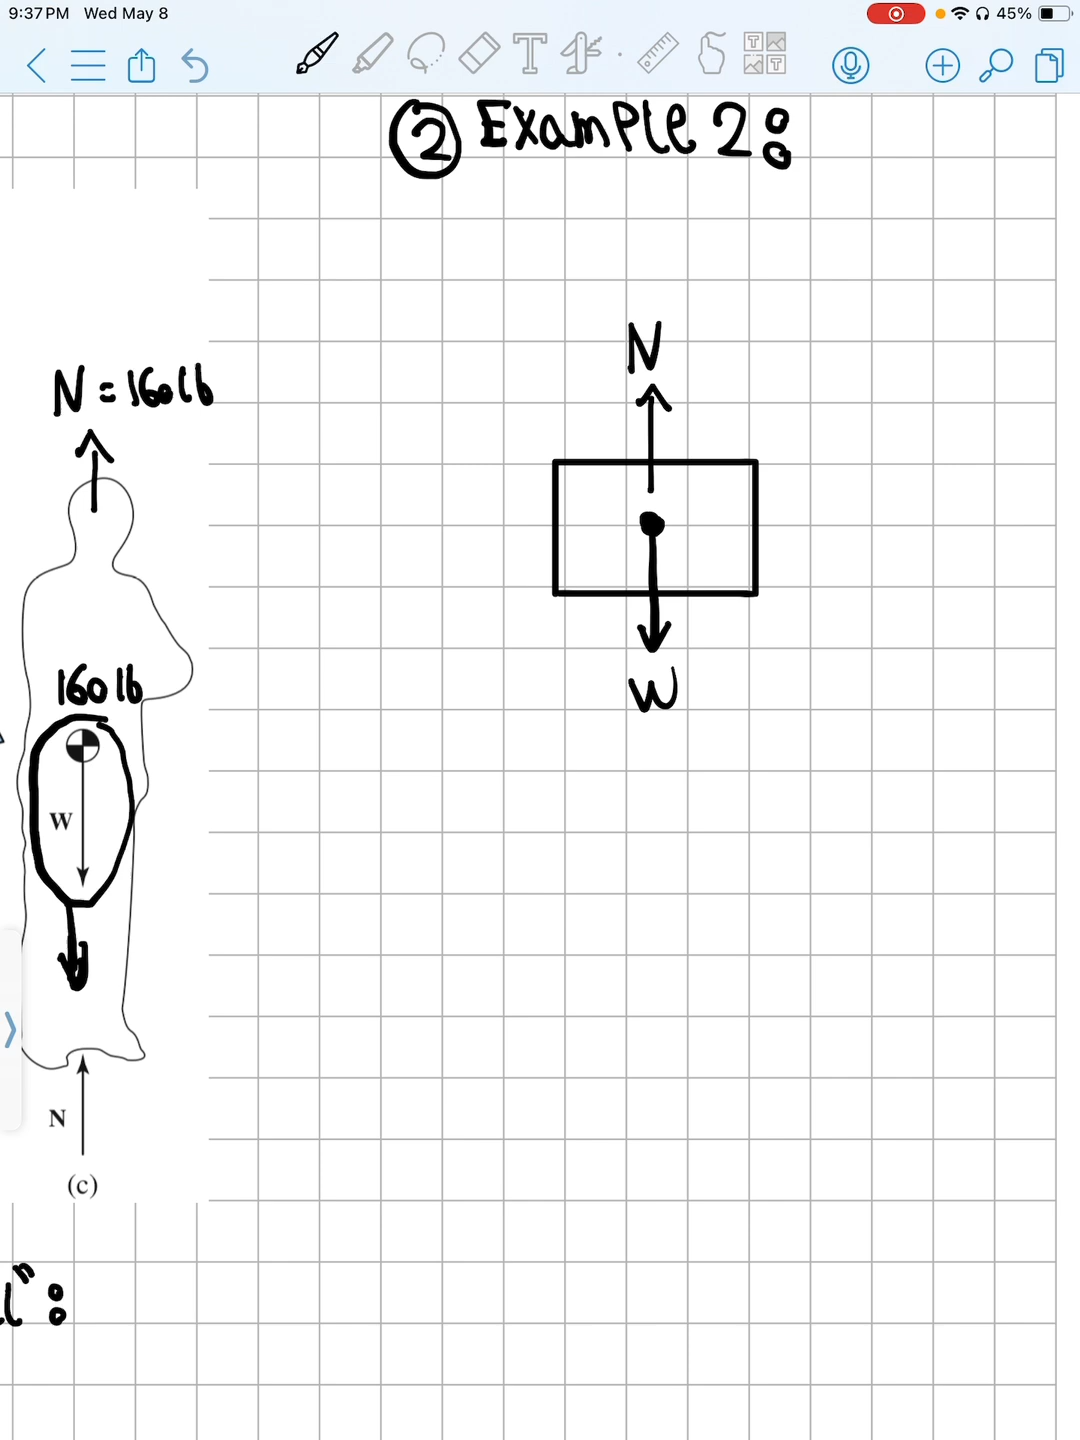 9:37 PM Wed May 8
45%
② Example 2:
N = 160 lb
N
160 lb
W
W
N
(c)
l":